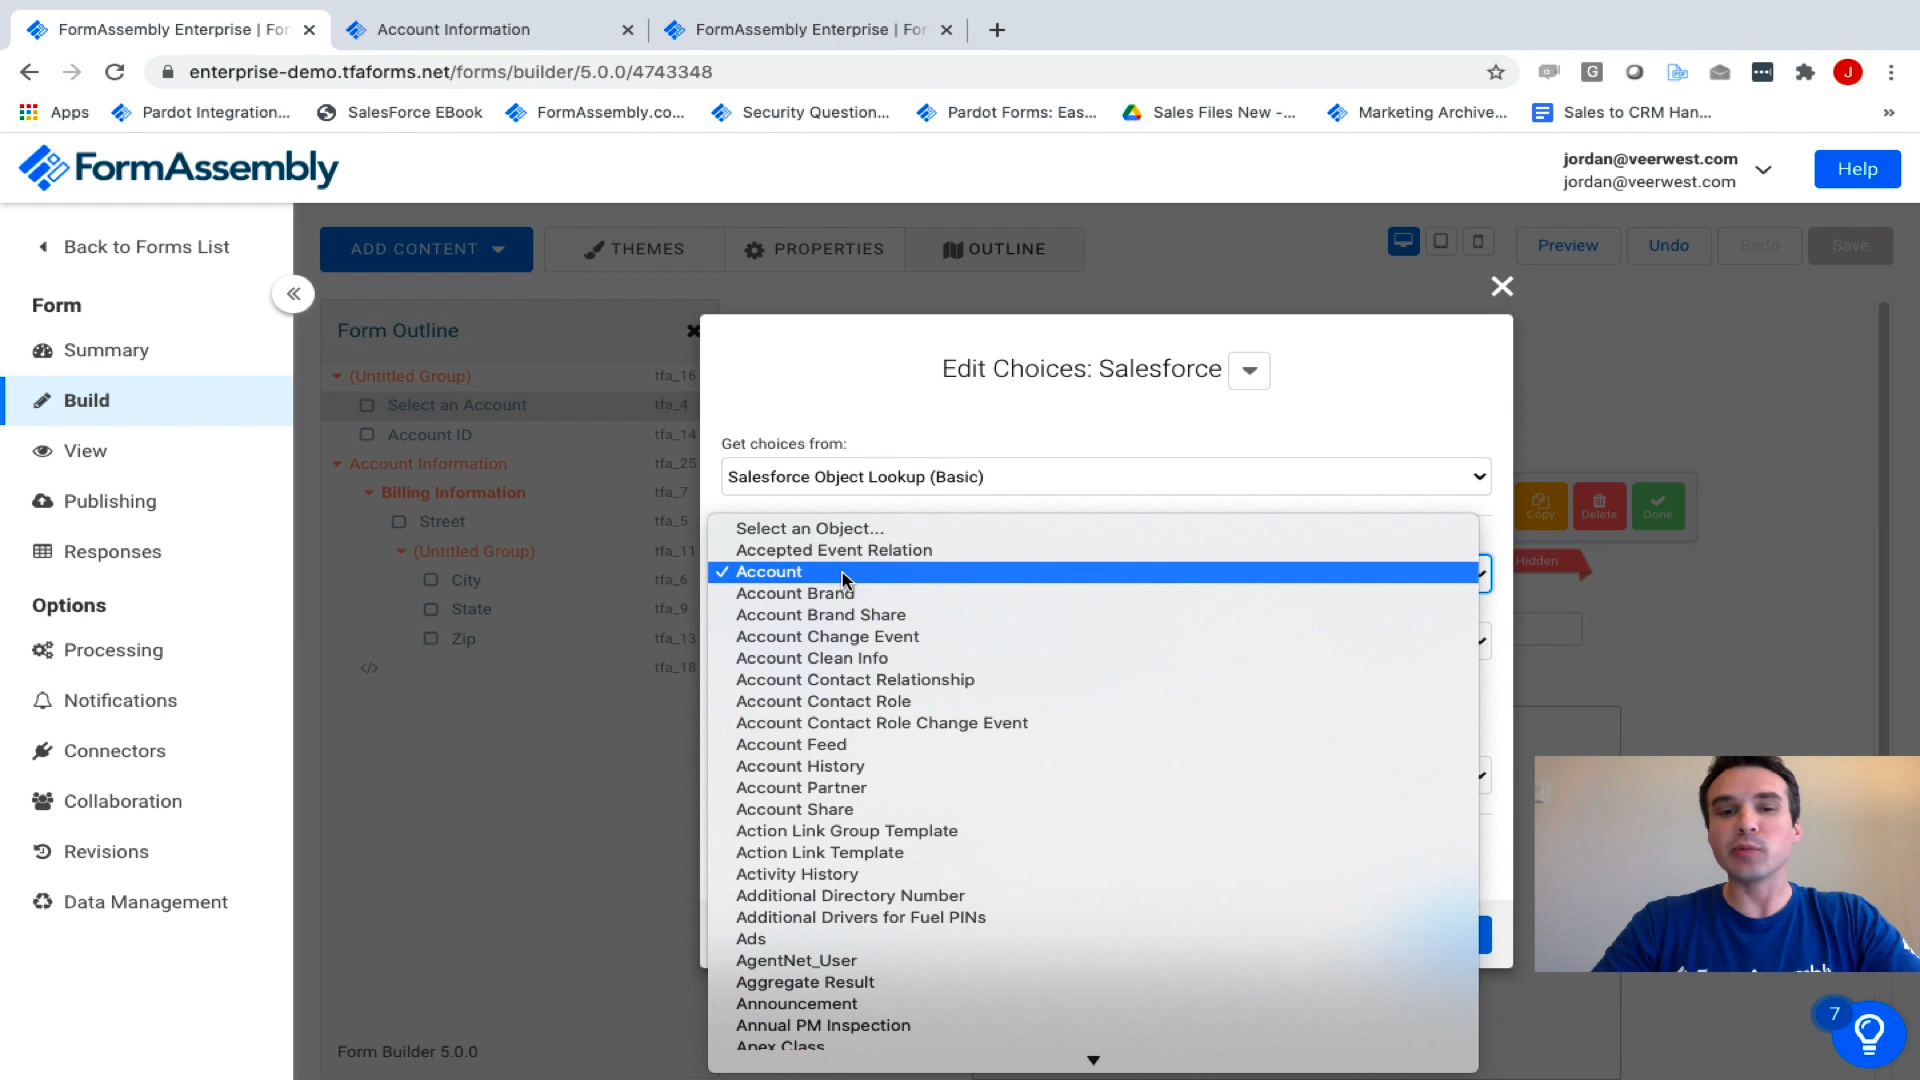 FormAssembly Enterprise | For
Account Information
FormAssembly Enterprise | For
enterprise-demo.tfaforms.net/forms/builder/5.0.0/4743348
G
J
Apps
Pardot Integration...
SalesForce EBook
FormAssembly.co...
Security Question...
Pardot Forms: Eas...
Sales Files New -...
Marketing Archive...
Sales to CRM Han...
»
FormAssembly
jordan@veerwest.com
jordan@veerwest.com
Help
Back to Forms List
Form
Summary
Build
View
Publishing
Responses
Options
Processing
Notifications
Connectors
Collaboration
Revisions
Data Management
ADD CONTENT
THEMES
PROPERTIES
OUTLINE
Preview
Undo
Redo
Save
Form Outline
(Untitled Group) tfa_16
Select an Account tfa_4
Account ID tfa_14
Account Information tfa_25
Billing Information tfa_7
Street tfa_5
(Untitled Group) tfa_11
City tfa_6
State tfa_9
Zip tfa_13
</> tfa_18
Form Builder 5.0.0
Edit Choices: Salesforce
Get choices from:
Salesforce Object Lookup (Basic)
Select an Object...
Accepted Event Relation
Account
Account Brand
Account Brand Share
Account Change Event
Account Clean Info
Account Contact Relationship
Account Contact Role
Account Contact Role Change Event
Account Feed
Account History
Account Partner
Account Share
Action Link Group Template
Action Link Template
Activity History
Additional Directory Number
Additional Drivers for Fuel PINs
Ads
AgentNet_User
Aggregate Result
Announcement
Annual PM Inspection
Apex Class
Copy
Delete
Done
Hidden
7